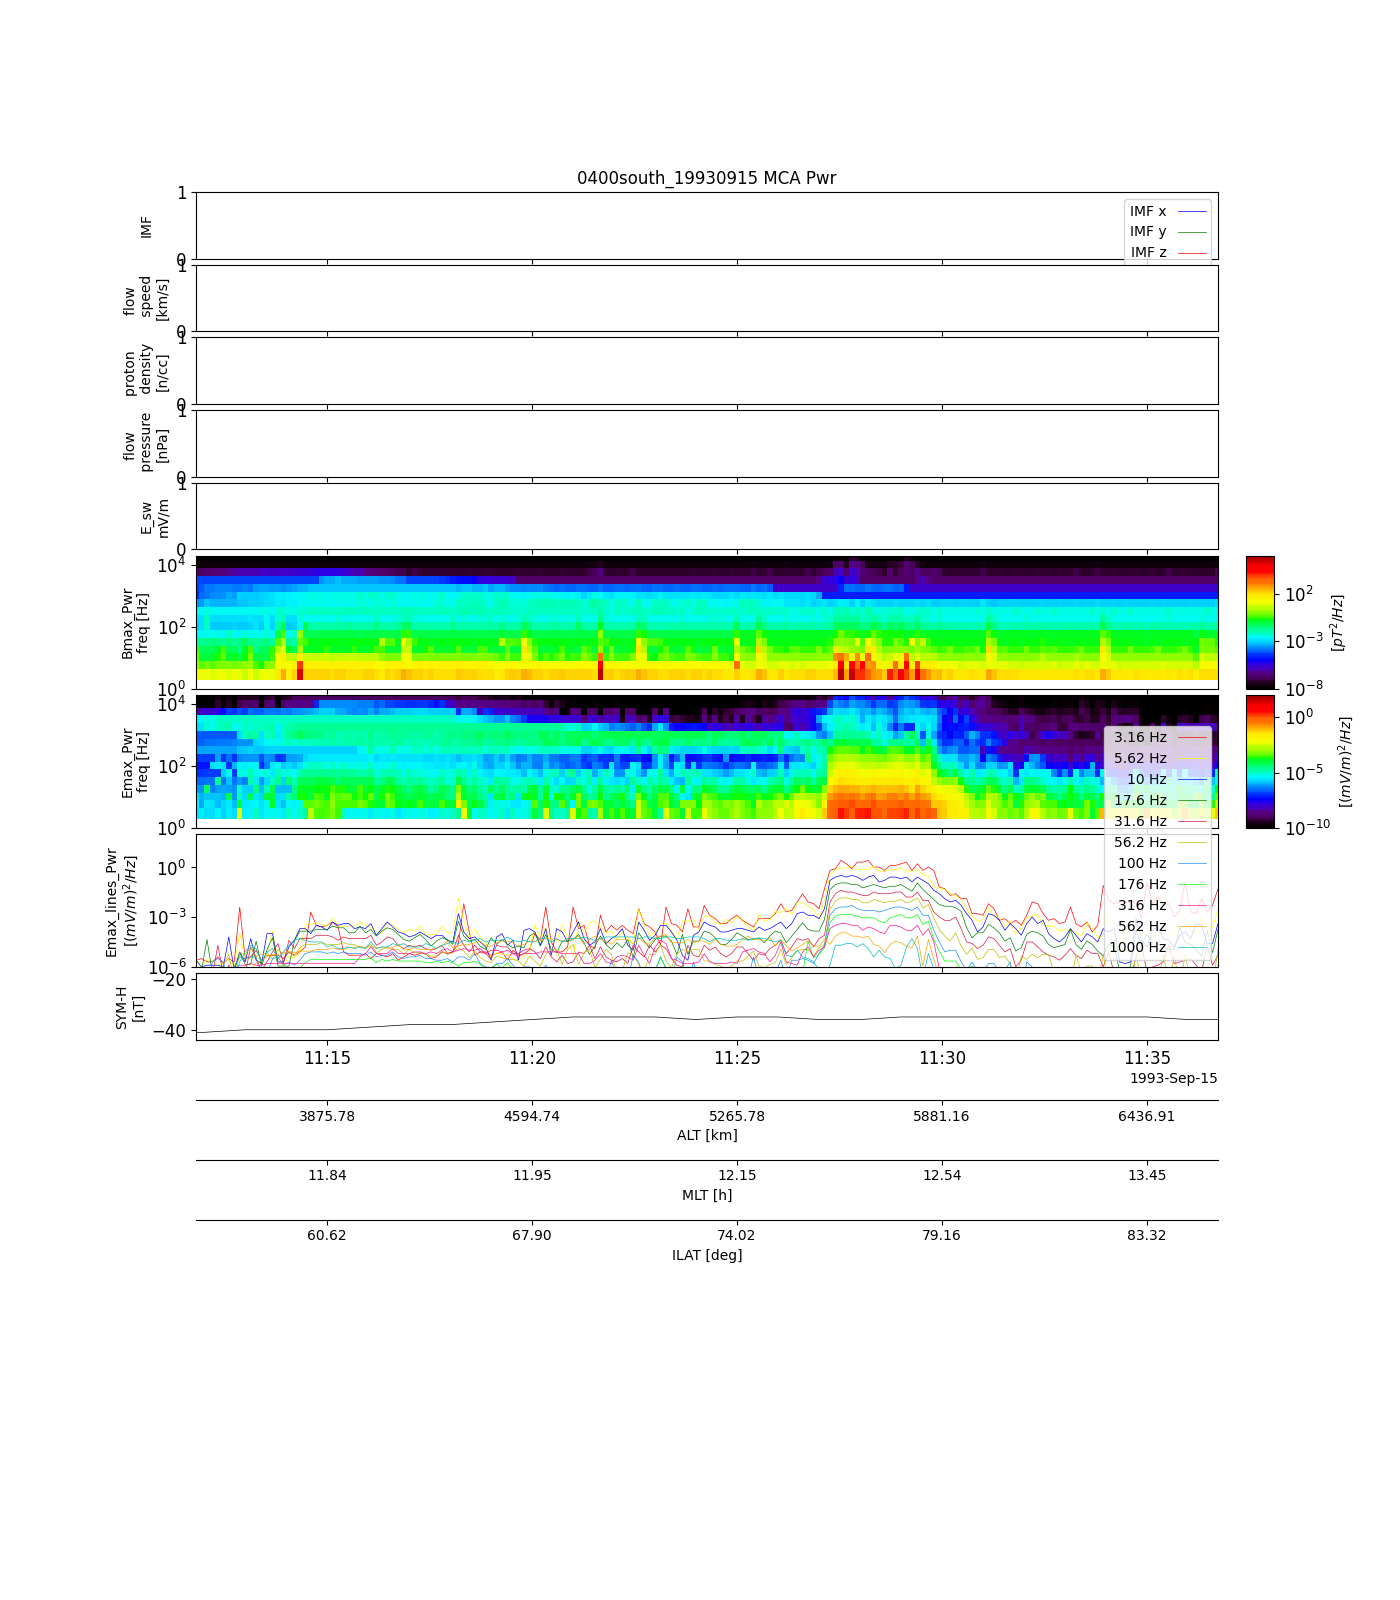 0400south_19930915 MCA Pwr
1
IMF
0
IMF x
IMF y
IMF z
1
flow
speed
[km/s]
0
1
proton
density
[n/cc]
0
1
flow
pressure
[nPa]
0
1
E_sw
mV/m
0
10^4
10^2
10^0
Bmax_Pwr
freq [Hz]
10^2
10^-3
10^-8
[pT^2/Hz]
10^4
10^2
10^0
Emax_Pwr
freq [Hz]
10^0
10^-5
10^-10
[(mV/m)^2/Hz]
3.16 Hz
5.62 Hz
10 Hz
17.6 Hz
31.6 Hz
56.2 Hz
100 Hz
176 Hz
316 Hz
562 Hz
1000 Hz
10^0
10^-3
10^-6
Emax_lines_Pwr
[(mV/m)^2/Hz]
−20
−40
SYM-H
[nT]
11:15 11:20 11:25 11:30 11:35
1993-Sep-15
3875.78 4594.74 5265.78 5881.16 6436.91
ALT [km]
11.84 11.95 12.15 12.54 13.45
MLT [h]
60.62 67.90 74.02 79.16 83.32
ILAT [deg]